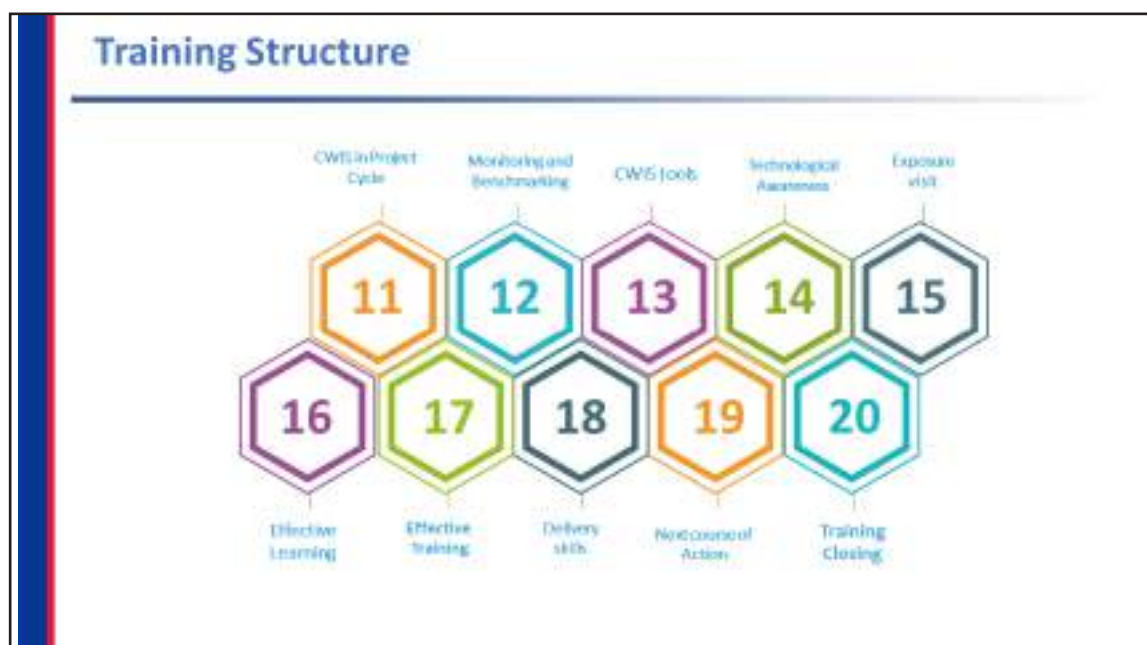 Training Structure
CWIS in Project
Cycle
Monitoring and
Benchmarking
CWIS Tools
Technological
Awareness
Exposure
visit
11
12
13
14
15
16
17
18
19
20
Effective
Learning
Effective
Training
Delivery
skills
Next course of
Action
Training
Closing